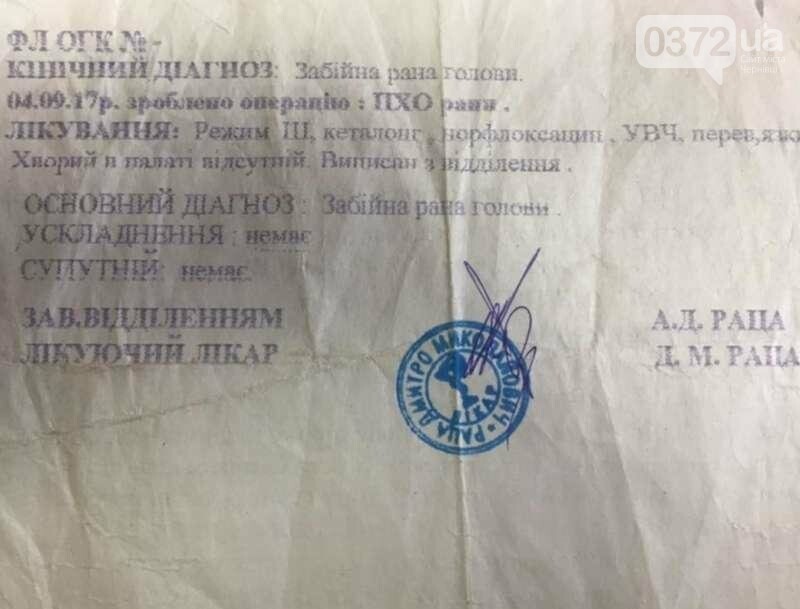 0372.ua
ФЛ ОГК № -
КІНІЧНИЙ ДІАГНОЗ: Забійна рана голови.
04.09.17р. зроблено операцію : ПХО рани .
ЛІКУВАННЯ: Режим ІІІ, кеталонг , норфлоксацин , УВЧ, перев,язк
Хворий в палаті відсутній. Виписан з відділення .
ОСНОВНИЙ ДІАГНОЗ : Забійна рана голови .
УСКЛАДНЕННЯ : немає
СУПУТНІЙ: немає
ЗАВ.ВІДДІЛЕННЯМ А.Д. РАЦА
ЛІКУЮЧИЙ ЛІКАР Д. М. РАЦА
РАЦА ДМИТРО МИКОЛАЙОВИЧ
ЛІКАР